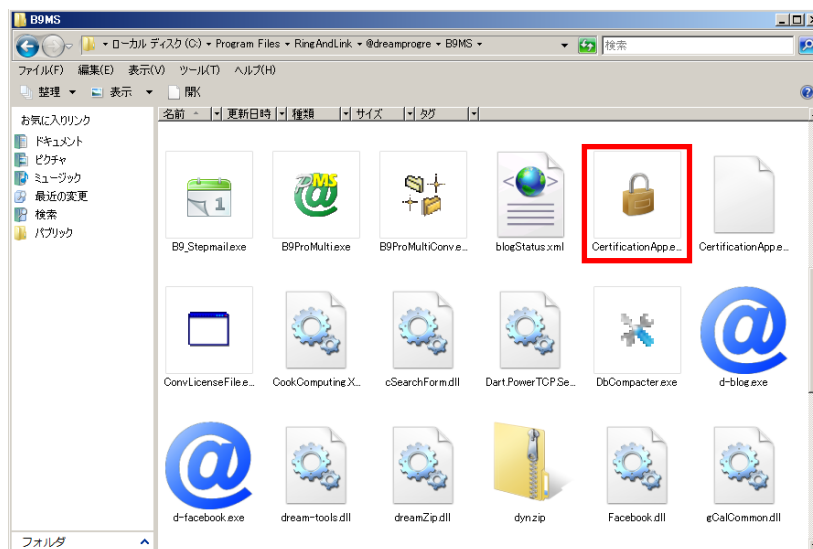 B9MS
ローカル ディスク (C) Program Files RingAndLink @dreamprogre B9MS 検索
ファイル(F) 編集(E) 表示(V) ツール(T) ヘルプ(H)
整理 表示 開く
お気に入りリンク
ドキュメント
ピクチャ
ミュージック
最近の変更
検索
パブリック
フォルダ
名前 更新日時 種類 サイズ タグ
B9_Stepmail.exe B9ProMulti.exe B9ProMultiConv.e... blogStatus.xml CertificationApp.e... CertificationApp.e...
ConvLicenseFile.e... CookComputing.X... cSearchForm.dll Dart.PowerTCP.Se... DbCompacter.exe d-blog.exe
d-facebook.exe dream-tools.dll dreamZip.dll dyn.zip Facebook.dll gCalCommon.dll